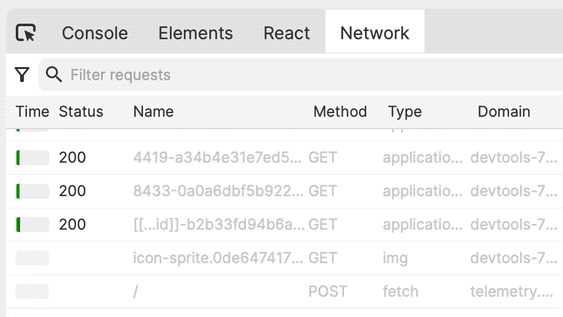 Console Elements React Network
Filter requests
Time Status Name Method Type Domain
200 4419-a34b4e31e7ed5... GET applicatio... devtools-7...
200 8433-0a0a6dbf5b922... GET applicatio... devtools-7...
200 [[...id]]-b2b33fd94b6a... GET applicatio... devtools-7...
icon-sprite.0de647417... GET img devtools-7...
/ POST fetch telemetry....